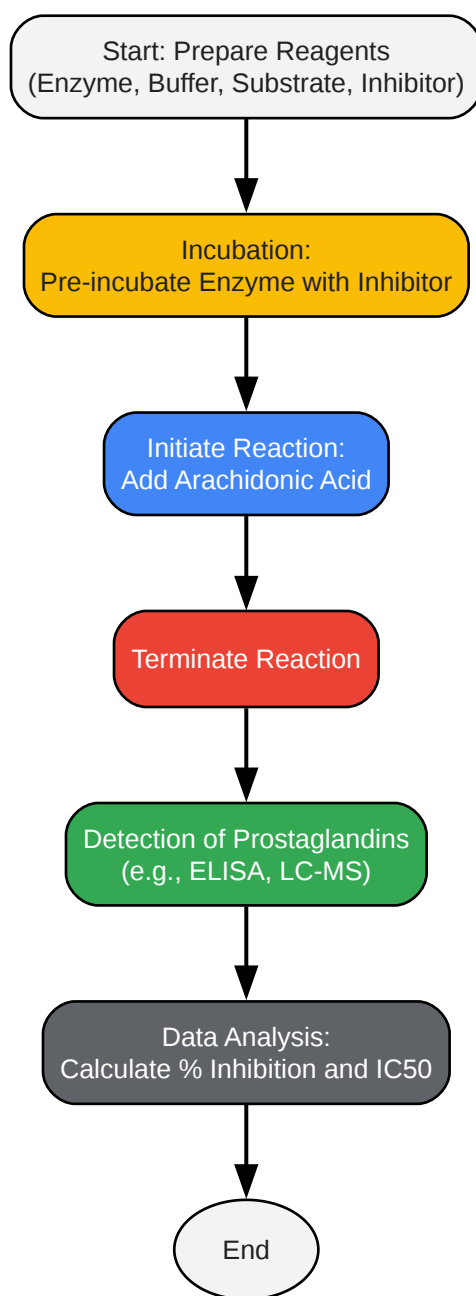 Start: Prepare Reagents
(Enzyme, Buffer, Substrate, Inhibitor)
Incubation:
Pre-incubate Enzyme with Inhibitor
Initiate Reaction:
Add Arachidonic Acid
Terminate Reaction
Detection of Prostaglandins
(e.g., ELISA, LC-MS)
Data Analysis:
Calculate % Inhibition and IC50
End